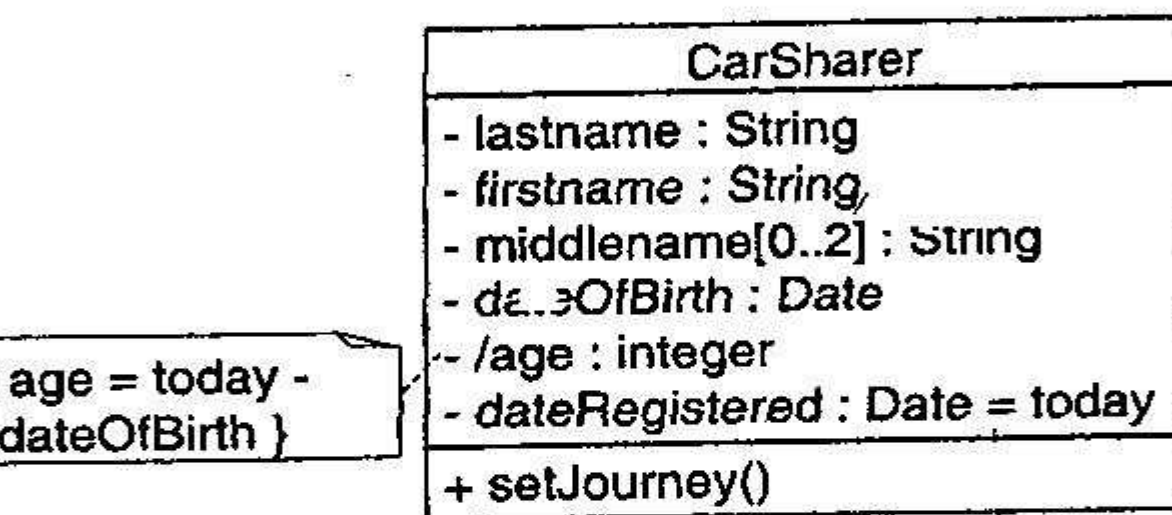 CarSharer
- lastname : String
- firstname : String
- middlename[0..2] : String
- dateOfBirth : Date
- /age : integer
- dateRegistered : Date = today
+ setJourney()
age = today -
dateOfBirth }